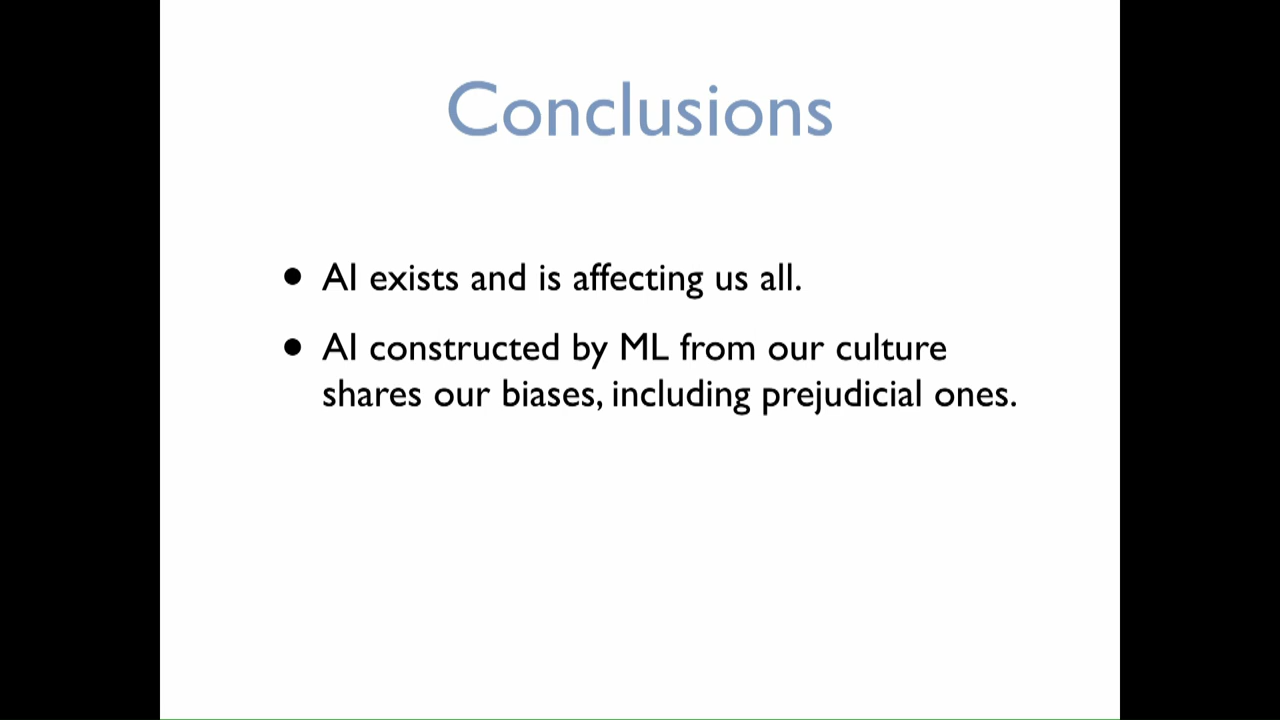 Conclusions
• AI exists and is affecting us all.
• AI constructed by ML from our culture
shares our biases, including prejudicial ones.